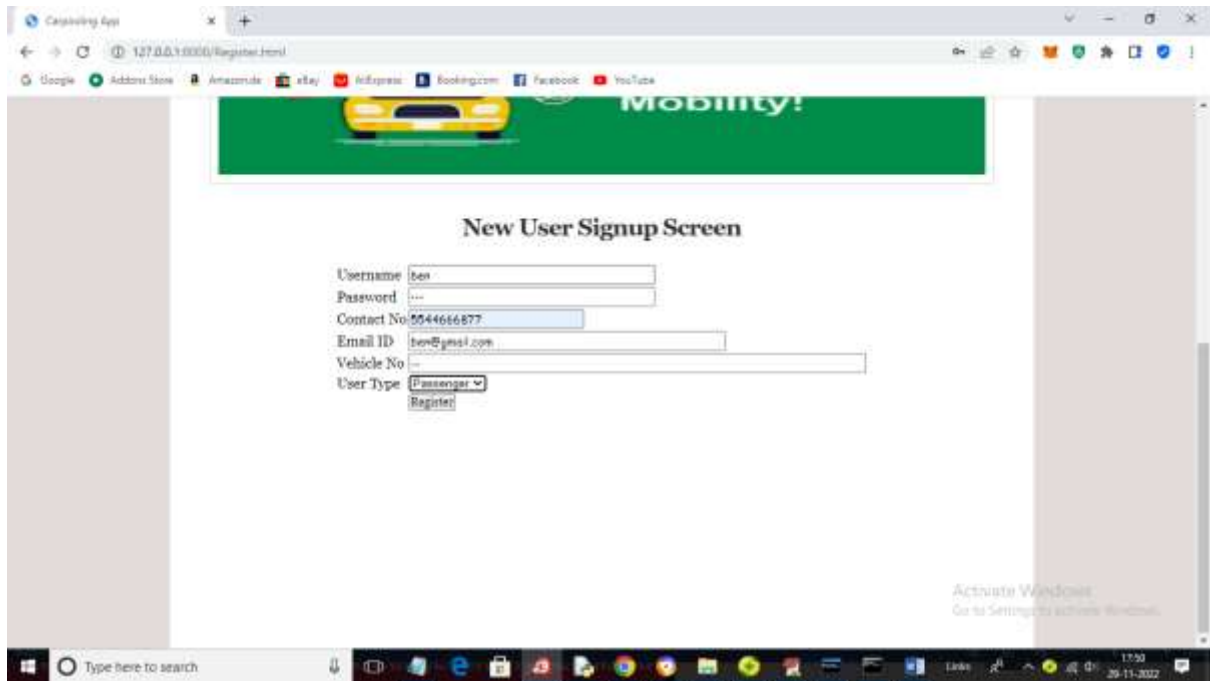 Carpooling App
127.0.0.1:8000/Register.html
Google Addons Store Amazon.de eBay AliExpress Booking.com Facebook YouTube
Mobility!
New User Signup Screen
Username ben
Password ...
Contact No 5544666877
Email ID ben@gmail.com
Vehicle No --
User Type Passenger
Register
Activate Windows
Go to Settings to activate Windows.
Type here to search
Links
17:50
29-11-2022